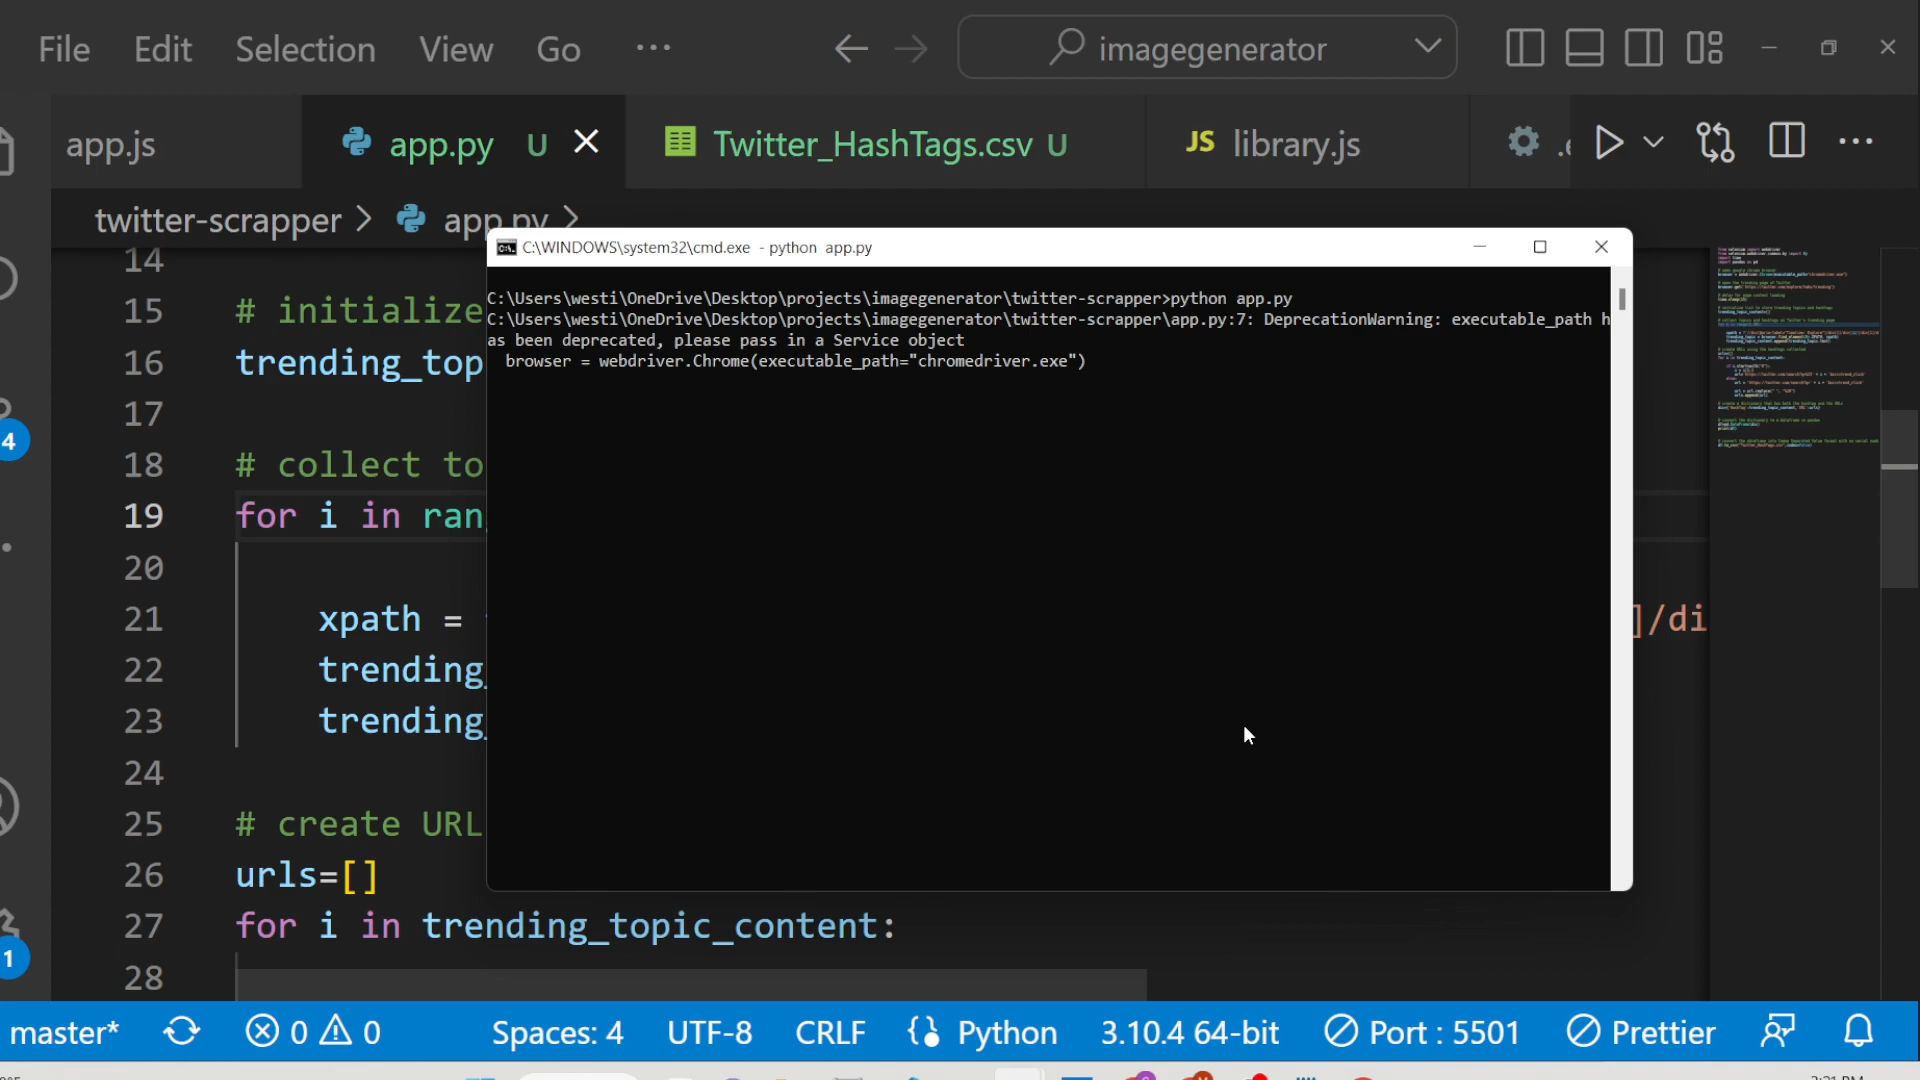 File Edit Selection View Go ···
imagegenerator
app.js
app.py U
Twitter_HashTags.csv U
JS library.js
twitter-scrapper > app.py >
C:\WINDOWS\system32\cmd.exe - python app.py
C:\Users\westi\OneDrive\Desktop\projects\imagegenerator\twitter-scrapper>python app.py
C:\Users\westi\OneDrive\Desktop\projects\imagegenerator\twitter-scrapper\app.py:7: DeprecationWarning: executable_path h
as been deprecated, please pass in a Service object
browser = webdriver.Chrome(executable_path="chromedriver.exe")
14
15 # initialize
16 trending_top
17
18 # collect to
19 for i in ran
20
21 xpath = ]/di
22 trending_
23 trending_
24
25 # create URL
26 urls=[]
27 for i in trending_topic_content:
28
4
1
master* 0 0 Spaces: 4 UTF-8 CRLF {} Python 3.10.4 64-bit Port : 5501 Prettier